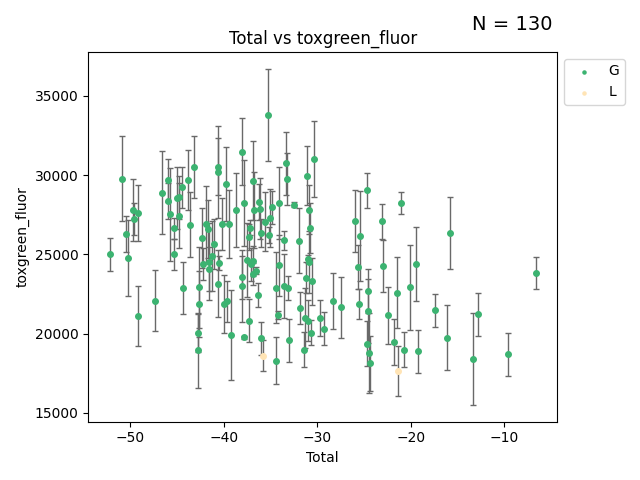 N = 130
Total vs toxgreen_fluor
toxgreen_fluor
35000
30000
25000
20000
15000
−50
−40
−30
−20
−10
Total
G
L